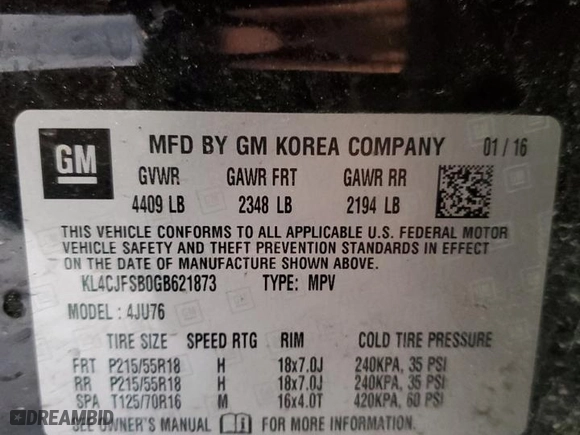 GM
MFD BY GM KOREA COMPANY 01 / 16
GVWR GAWR FRT GAWR RR
4409 LB 2348 LB 2194 LB
THIS VEHICLE CONFORMS TO ALL APPLICABLE U.S. FEDERAL MOTOR
VEHICLE SAFETY AND THEFT PREVENTION STANDARDS IN EFFECT
ON THE DATE OF MANUFACTURE SHOWN ABOVE.
KL4CJFSB0GB621873 TYPE: MPV
MODEL : 4JU76
TIRE SIZE SPEED RTG RIM COLD TIRE PRESSURE
FRT P215/55R18 H 18x7.0J 240KPA, 35 PSI
RR P215/55R18 H 18x7.0J 240KPA, 35 PSI
SPA T125/70R16 M 16x4.0T 420KPA, 60 PSI
SEE OWNER'S MANUAL FOR MORE INFORMATION.
DREAMBID